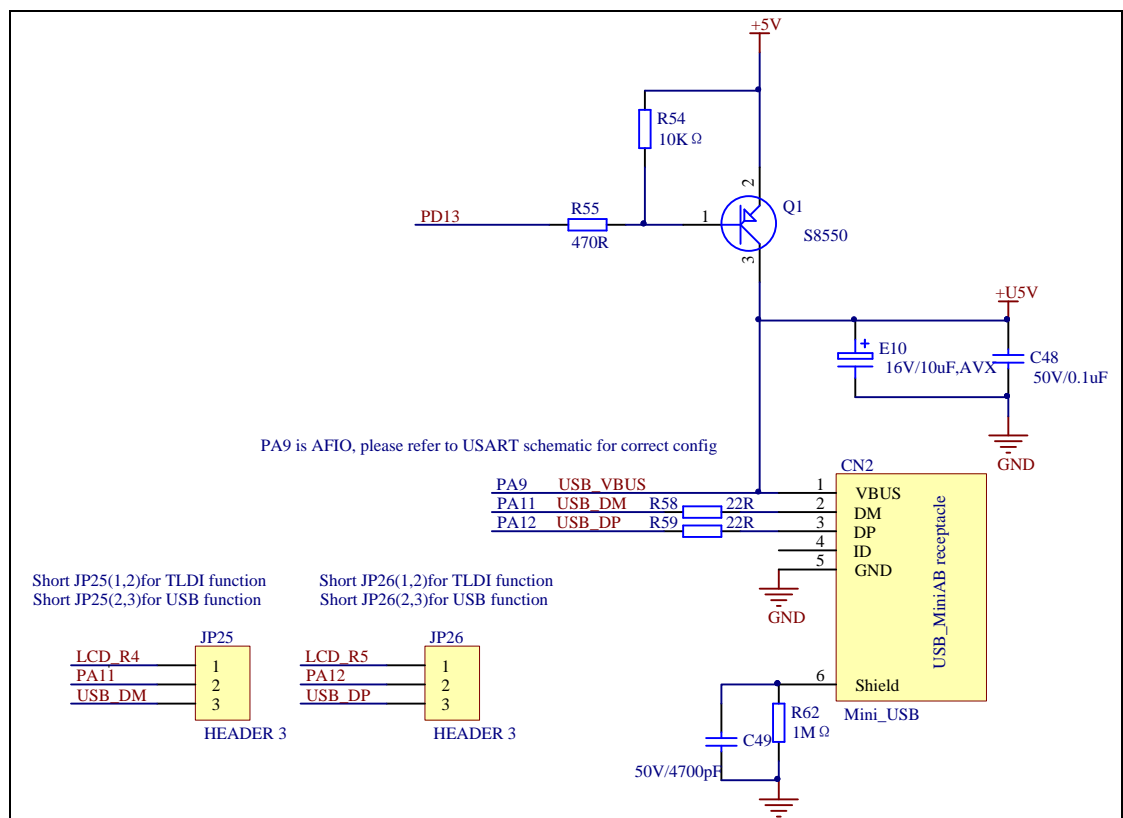 +5V
R54
10KΩ
2
Q1
S8550
PD13
R55
470R
1
3
+U5V
E10
16V/10uF,AVX
C48
50V/0.1uF
GND
PA9 is AFIO, please refer to USART schematic for correct config
CN2
PA9 USB_VBUS 1 VBUS
PA11 USB_DM R58 22R 2 DM
PA12 USB_DP R59 22R 3 DP
4 ID
5 GND
GND
USB_MiniAB receptacle
6 Shield
Mini_USB
R62
1MΩ
C49
50V/4700pF
Short JP25(1,2)for TLDI function
Short JP25(2,3)for USB function
JP25
LCD_R4 1
PA11 2
USB_DM 3
HEADER 3
Short JP26(1,2)for TLDI function
Short JP26(2,3)for USB function
JP26
LCD_R5 1
PA12 2
USB_DP 3
HEADER 3